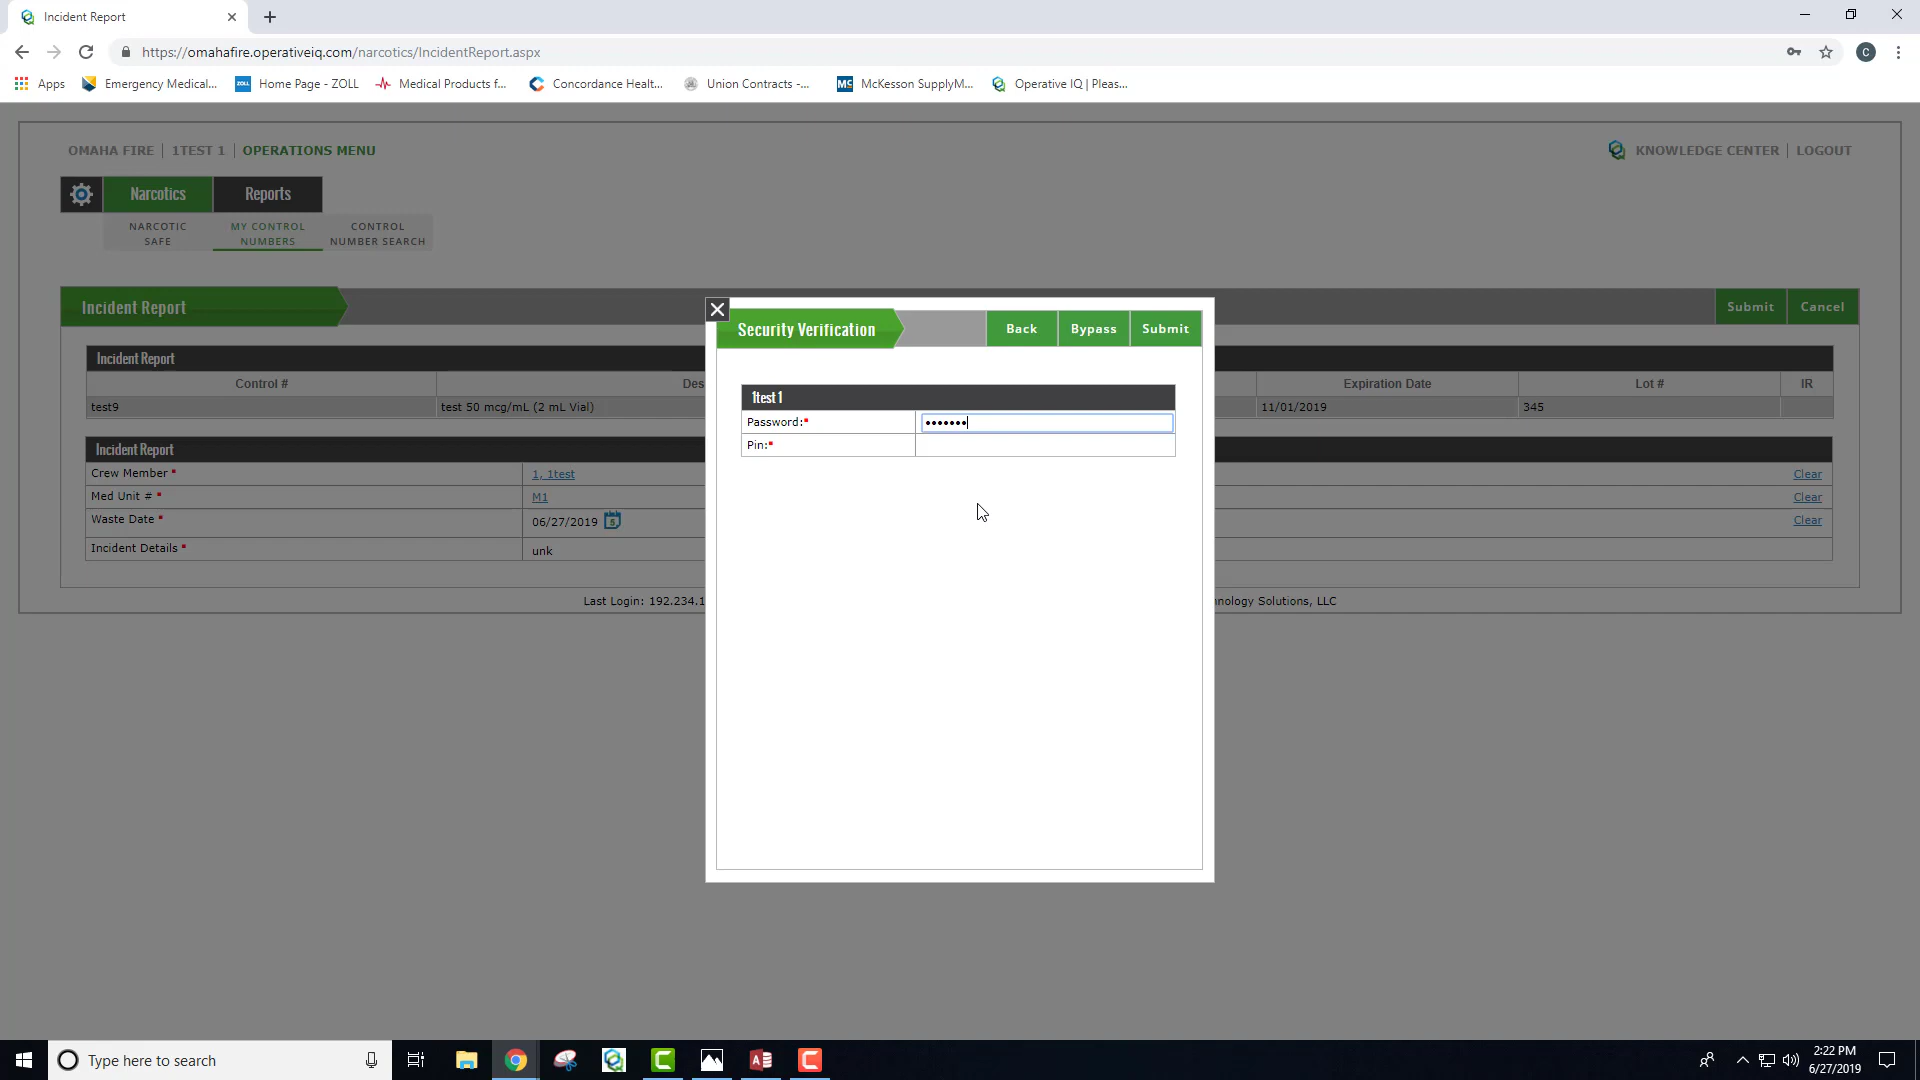 Incident Report
https://omahafire.operativeiq.com/narcotics/IncidentReport.aspx
C
Apps
Emergency Medical...
ZOLL Home Page - ZOLL
Medical Products f...
Concordance Healt...
Union Contracts -...
MC McKesson SupplyM...
Operative IQ | Pleas...
OMAHA FIRE | 1TEST 1 | OPERATIONS MENU
KNOWLEDGE CENTER | LOGOUT
Narcotics Reports
NARCOTIC SAFE
MY CONTROL NUMBERS
CONTROL NUMBER SEARCH
Incident Report
Submit Cancel
Incident Report
Control # Des Expiration Date Lot # IR
test9 test 50 mcg/mL (2 mL Vial) 11/01/2019 345
Incident Report
Crew Member * 1, 1test Clear
Med Unit # * M1 Clear
Waste Date * 06/27/2019 5 Clear
Incident Details * unk
Last Login: 192.234.1
nology Solutions, LLC
Security Verification
Back Bypass Submit
1test 1
Password:* •••••••
Pin:*
Type here to search
2:22 PM
6/27/2019